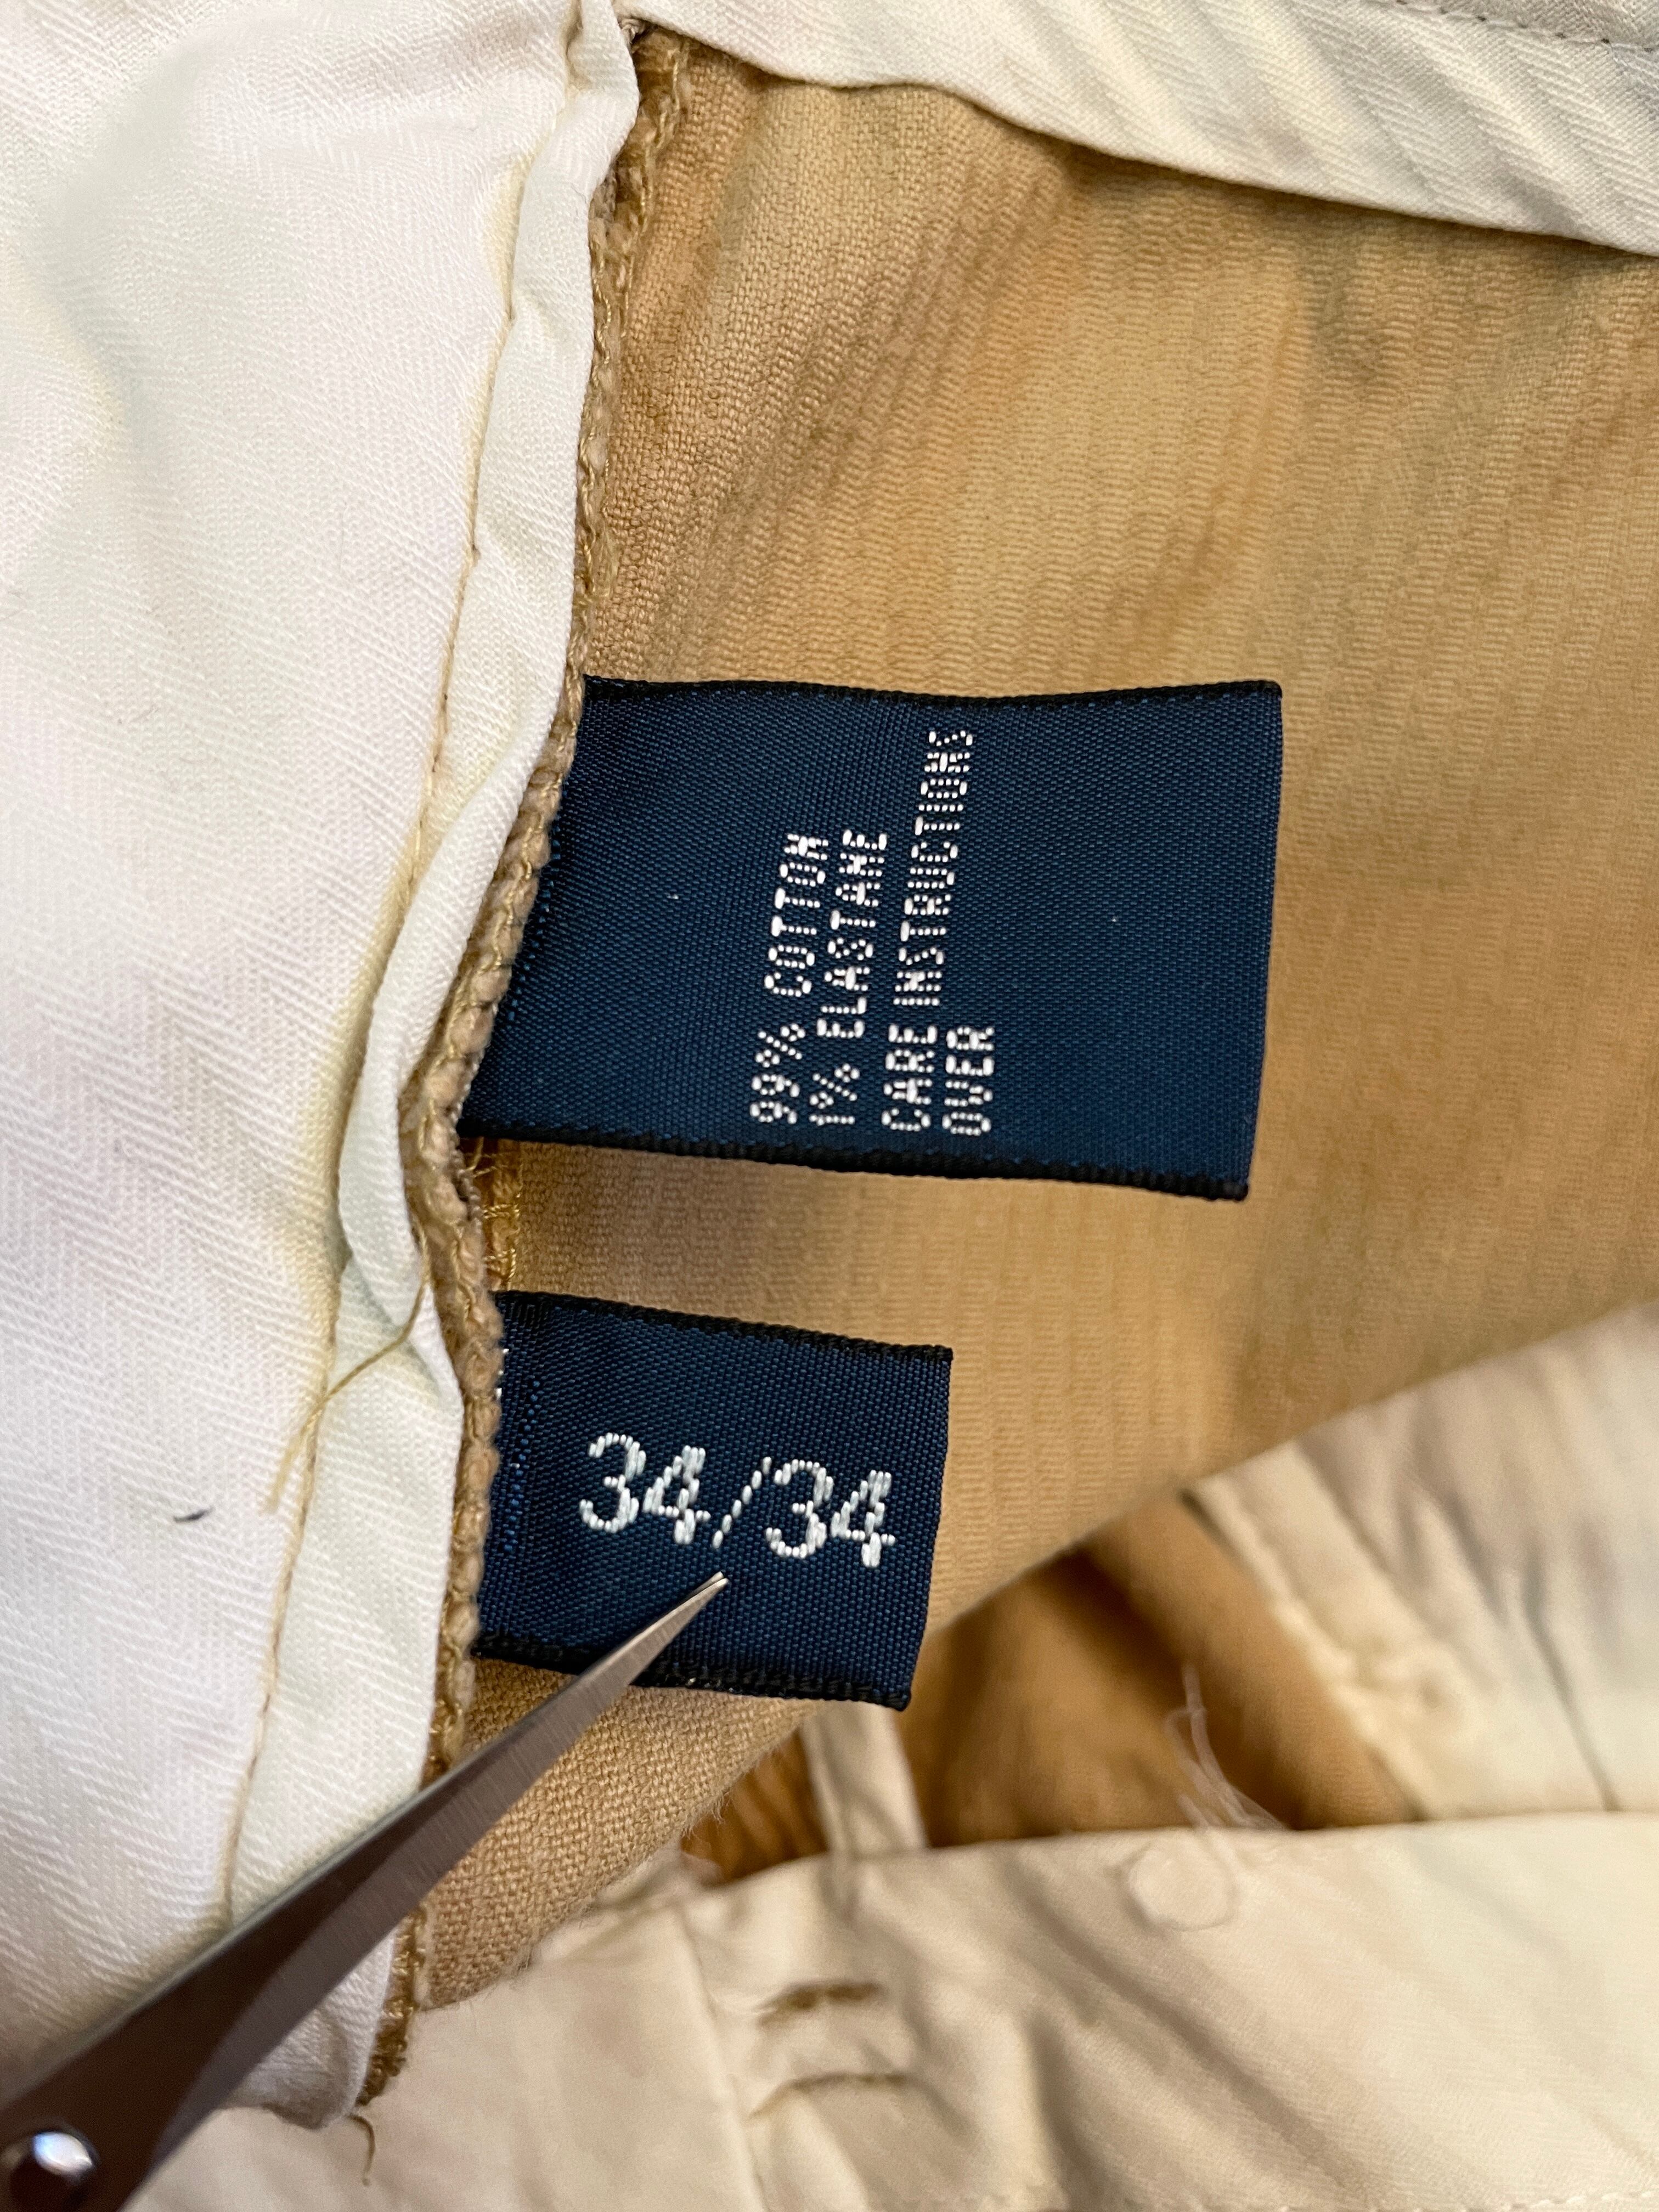 99% COTTON
1% ELASTANE
CARE INSTRUCTIONS
OVER
34/34